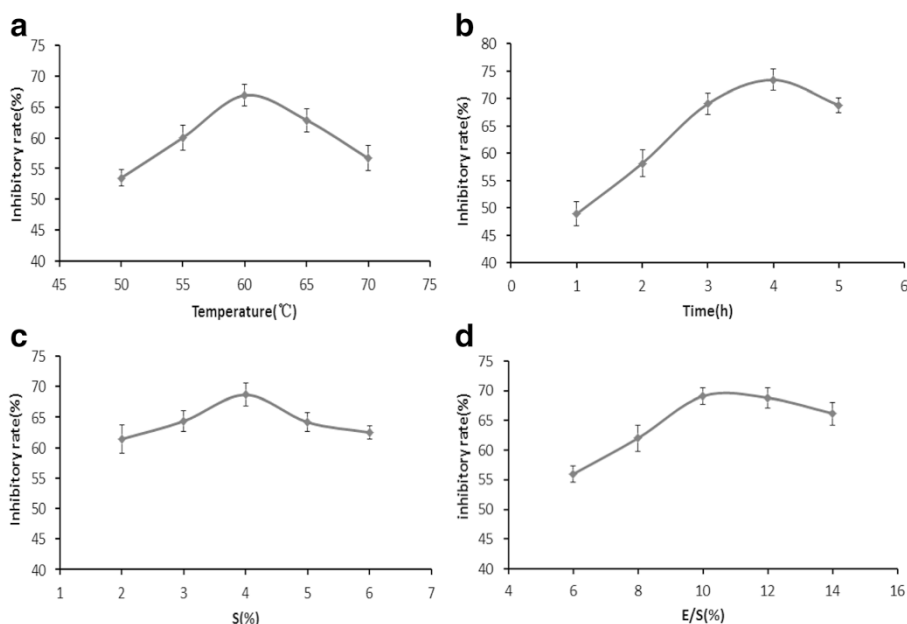 a
Inhibitory rate(%)
75
70
65
60
55
50
45
40
45 50 55 60 65 70 75
Temperature(℃)
b
Inhibitory rate(%)
80
75
70
65
60
55
50
45
40
0 1 2 3 4 5 6
Time(h)
c
Inhibitory rate(%)
75
70
65
60
55
50
45
40
1 2 3 4 5 6 7
S(%)
d
inhibitory rate(%)
75
70
65
60
55
50
45
40
4 6 8 10 12 14 16
E/S(%)